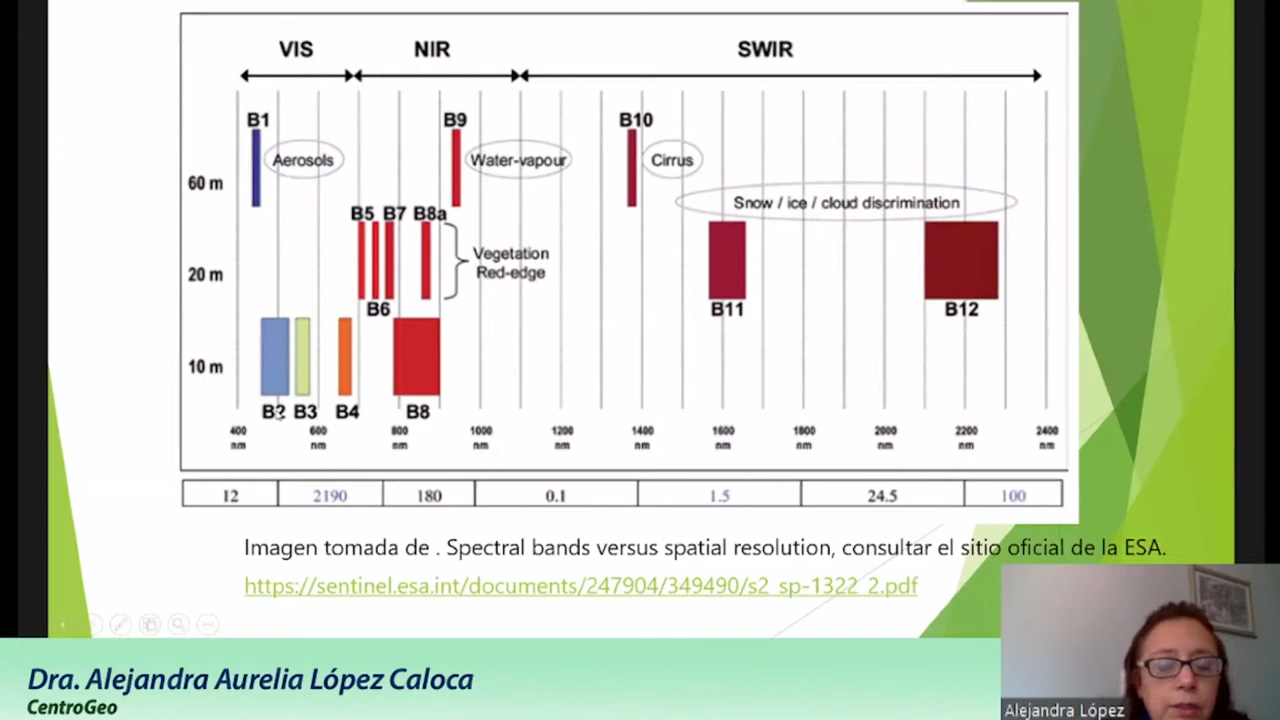 VIS NIR SWIR
B1 B9 B10
Aerosols Water-vapour Cirrus
60 m
Snow / ice / cloud discrimination
B5 B7 B8a
Vegetation
Red-edge
20 m
B6 B11 B12
10 m
B2 B3 B4 B8
400 600 800 1000 1200 1400 1600 1800 2000 2200 2400
nm nm nm nm nm nm nm nm nm nm nm
12 2190 180 0.1 1.5 24.5 100
Imagen tomada de . Spectral bands versus spatial resolution, consultar el sitio oficial de la ESA.
https://sentinel.esa.int/documents/247904/349490/s2_sp-1322_2.pdf
Dra. Alejandra Aurelia López Caloca
CentroGeo
Alejandra López